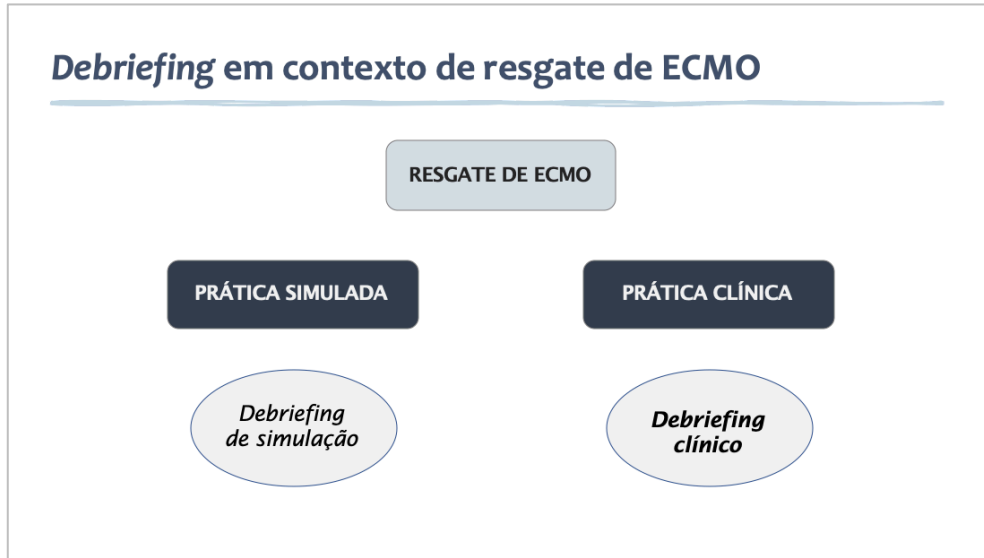 Debriefing em contexto de resgate de ECMO
RESGATE DE ECMO
PRÁTICA SIMULADA
PRÁTICA CLÍNICA
Debriefing
de simulação
Debriefing
clínico